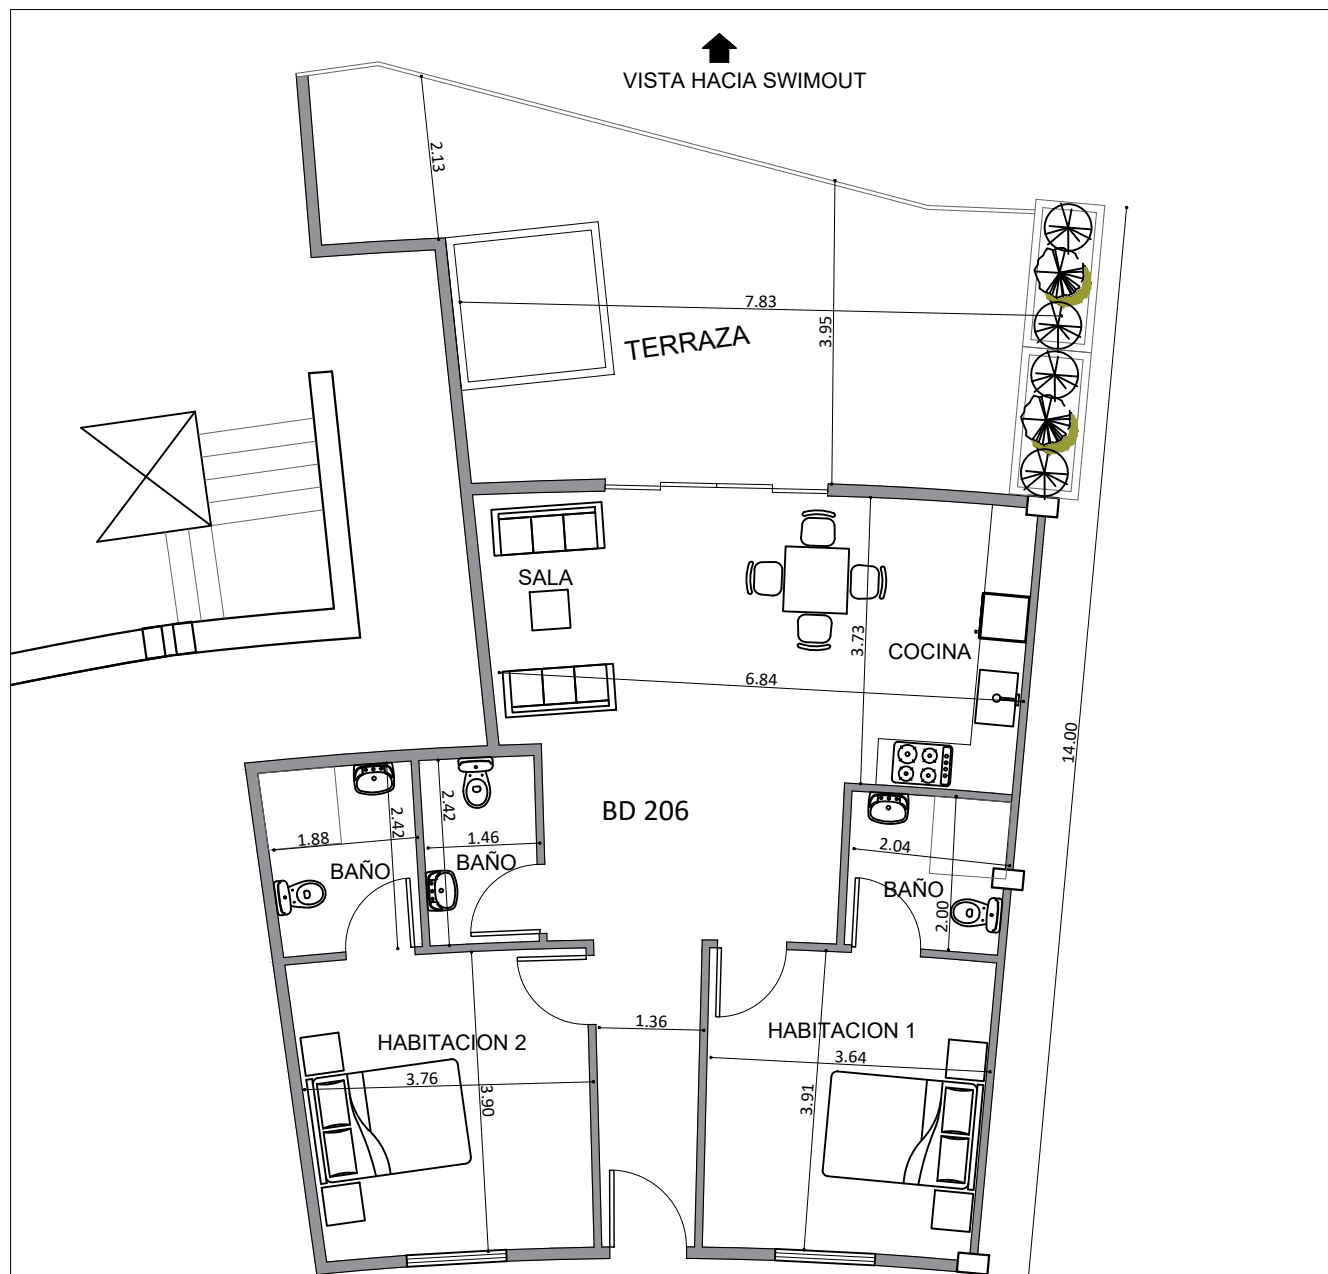 VISTA HACIA SWIMOUT
2.13
7.83
TERRAZA
3.95
SALA
3.73
COCINA
6.84
14.00
BD 206
2.42
2.42
1.88
1.46
BAÑO
BAÑO
2.04
BAÑO
2.00
1.36
HABITACION 2
HABITACION 1
3.76
3.90
3.64
3.91